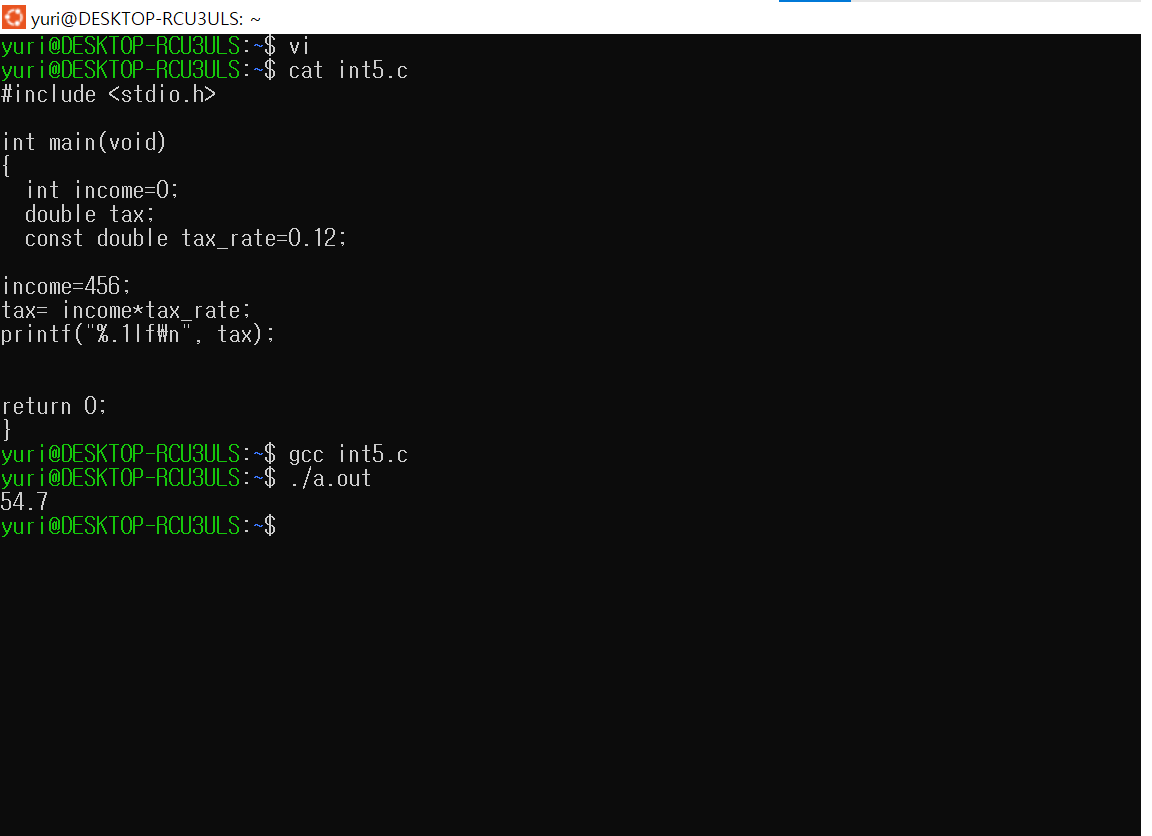 yuri@DESKTOP-RCU3ULS: ~
yuri@DESKTOP-RCU3ULS:~$ vi
yuri@DESKTOP-RCU3ULS:~$ cat int5.c
#include <stdio.h>
int main(void)
{
  int income=0;
  double tax;
  const double tax_rate=0.12;
income=456;
tax= income*tax_rate;
printf("%.1lf₩n", tax);
return 0;
}
yuri@DESKTOP-RCU3ULS:~$ gcc int5.c
yuri@DESKTOP-RCU3ULS:~$ ./a.out
54.7
yuri@DESKTOP-RCU3ULS:~$